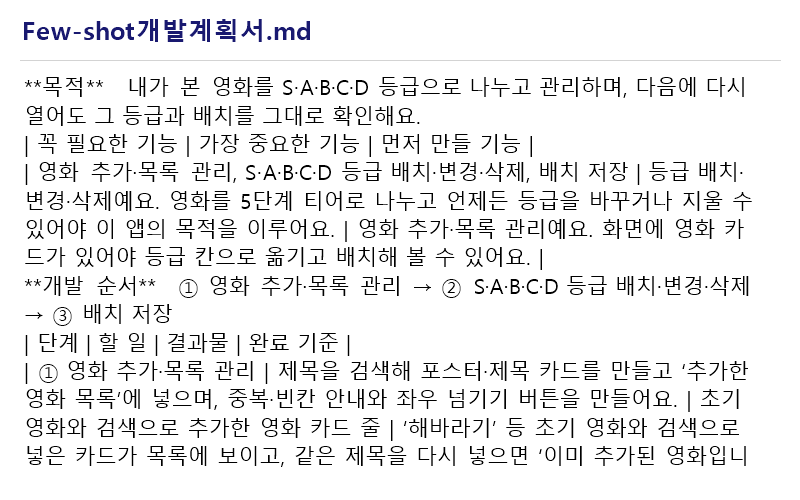 Few-shot개발계획서.md
**목적** 내가 본 영화를 S·A·B·C·D 등급으로 나누고 관리하며, 다음에 다시
열어도 그 등급과 배치를 그대로 확인해요.
| 꼭 필요한 기능 | 가장 중요한 기능 | 먼저 만들 기능 |
| 영화 추가·목록 관리, S·A·B·C·D 등급 배치·변경·삭제, 배치 저장 | 등급 배치·
변경·삭제예요. 영화를 5단계 티어로 나누고 언제든 등급을 바꾸거나 지울 수
있어야 이 앱의 목적을 이루어요. | 영화 추가·목록 관리예요. 화면에 영화 카
드가 있어야 등급 칸으로 옮기고 배치해 볼 수 있어요. |
**개발 순서** ① 영화 추가·목록 관리 → ② S·A·B·C·D 등급 배치·변경·삭제
→ ③ 배치 저장
| 단계 | 할 일 | 결과물 | 완료 기준 |
| ① 영화 추가·목록 관리 | 제목을 검색해 포스터·제목 카드를 만들고 ‘추가한
영화 목록’에 넣으며, 중복·빈칸 안내와 좌우 넘기기 버튼을 만들어요. | 초기
영화와 검색으로 추가한 영화 카드 줄 | ‘해바라기’ 등 초기 영화와 검색으로
넣은 카드가 목록에 보이고, 같은 제목을 다시 넣으면 ‘이미 추가된 영화입니